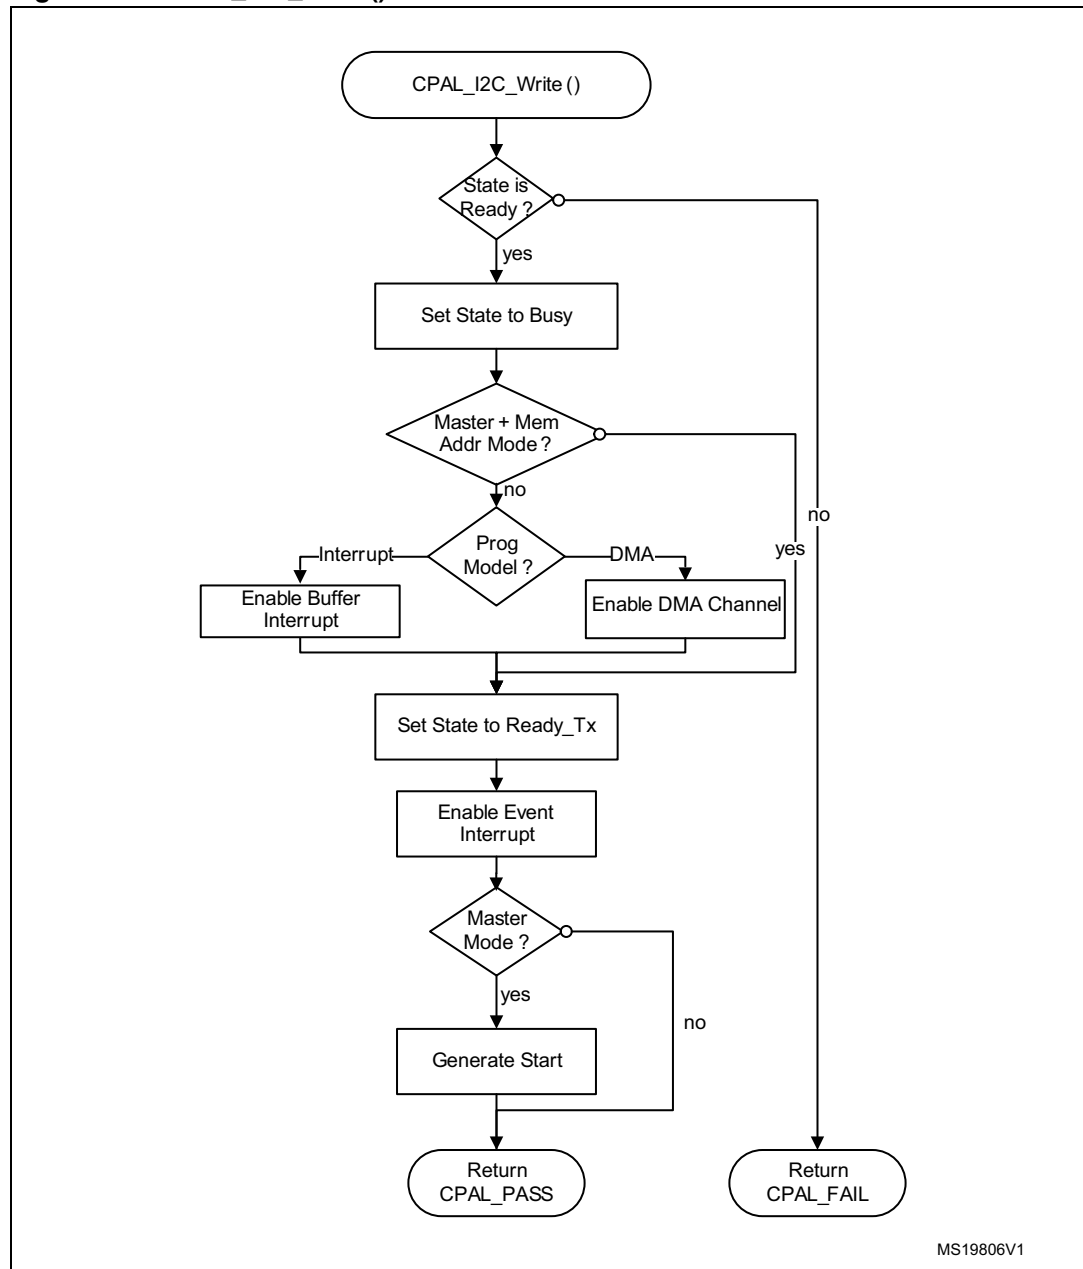 CPAL_I2C_Write ()
State is
Ready ?
yes
Set State to Busy
Master + Mem
Addr Mode ?
no
no
yes
Prog
Model ?
Interrupt
DMA
Enable Buffer
Interrupt
Enable DMA Channel
Set State to Ready_Tx
Enable Event
Interrupt
Master
Mode ?
yes
no
Generate Start
Return
CPAL_PASS
Return
CPAL_FAIL
MS19806V1